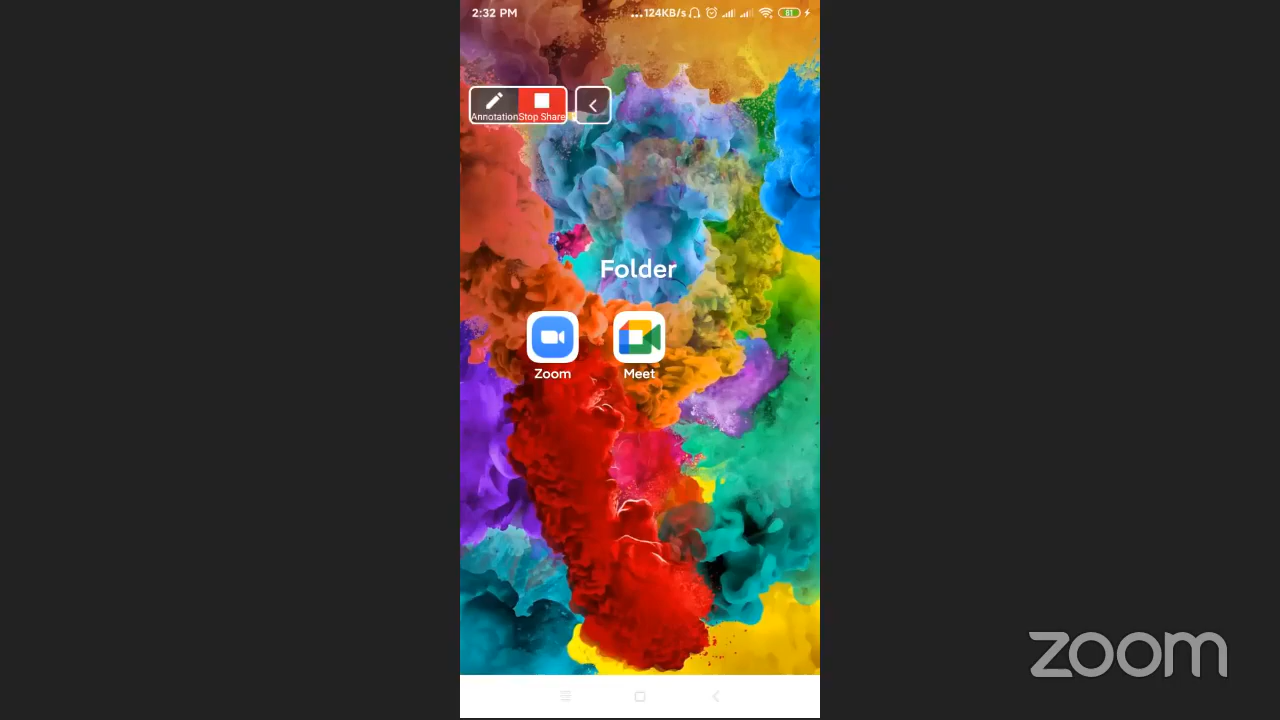 2:32 PM
...124KB/s
81
Annotation
Stop Share
Folder
Zoom
Meet
zoom